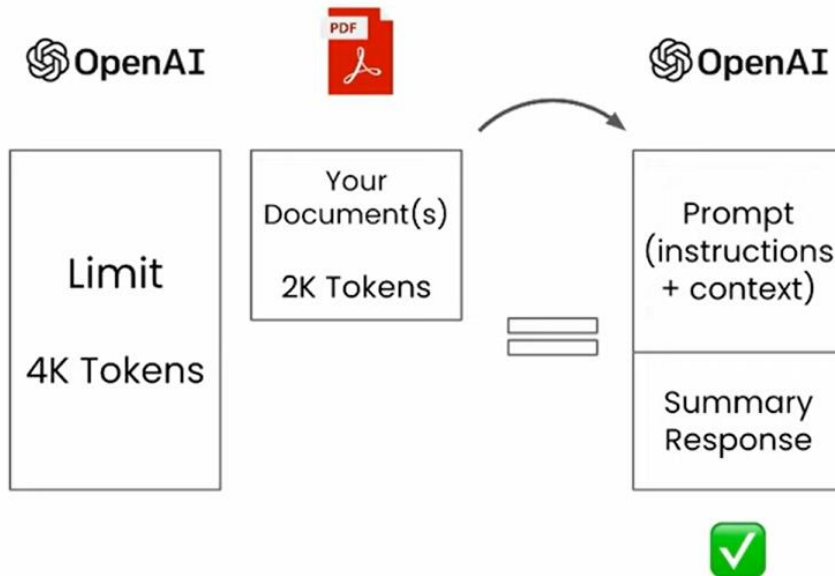 OpenAI
PDF
OpenAI
Limit
4K Tokens
Your
Document(s)
2K Tokens
Prompt
(instructions
+ context)
Summary
Response